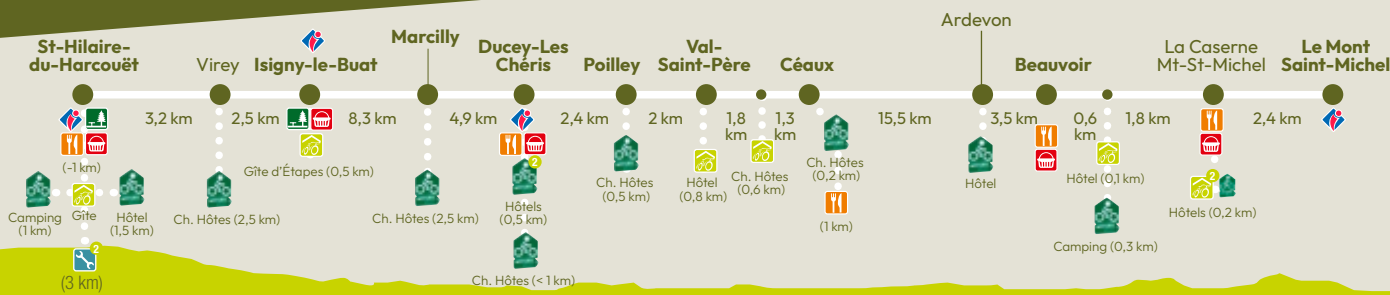 Ardevon
St-Hilaire-
du-Harcouët
Virey
Isigny-le-Buat
Marcilly
Ducey-Les
Chéris
Poilley
Val-
Saint-Père
Céaux
Beauvoir
La Caserne
Mt-St-Michel
Le Mont
Saint-Michel
3,2 km
2,5 km
8,3 km
4,9 km
2,4 km
2 km
1,8
km
1,3
km
15,5 km
3,5 km
0,6
km
1,8 km
2,4 km
(-1 km)
Camping
(1 km)
Gîte
Hôtel
(1,5 km)
2
(3 km)
Ch. Hôtes (2,5 km)
Gîte d'Étapes (0,5 km)
Ch. Hôtes (2,5 km)
2
Hôtels
(0,5 km)
Ch. Hôtes (< 1 km)
Ch. Hôtes
(0,5 km)
Hôtel
(0,8 km)
Ch. Hôtes
(0,6 km)
Ch. Hôtes
(0,2 km)
(1 km)
Hôtel
Hôtel (0,1 km)
Camping (0,3 km)
2
Hôtels (0,2 km)